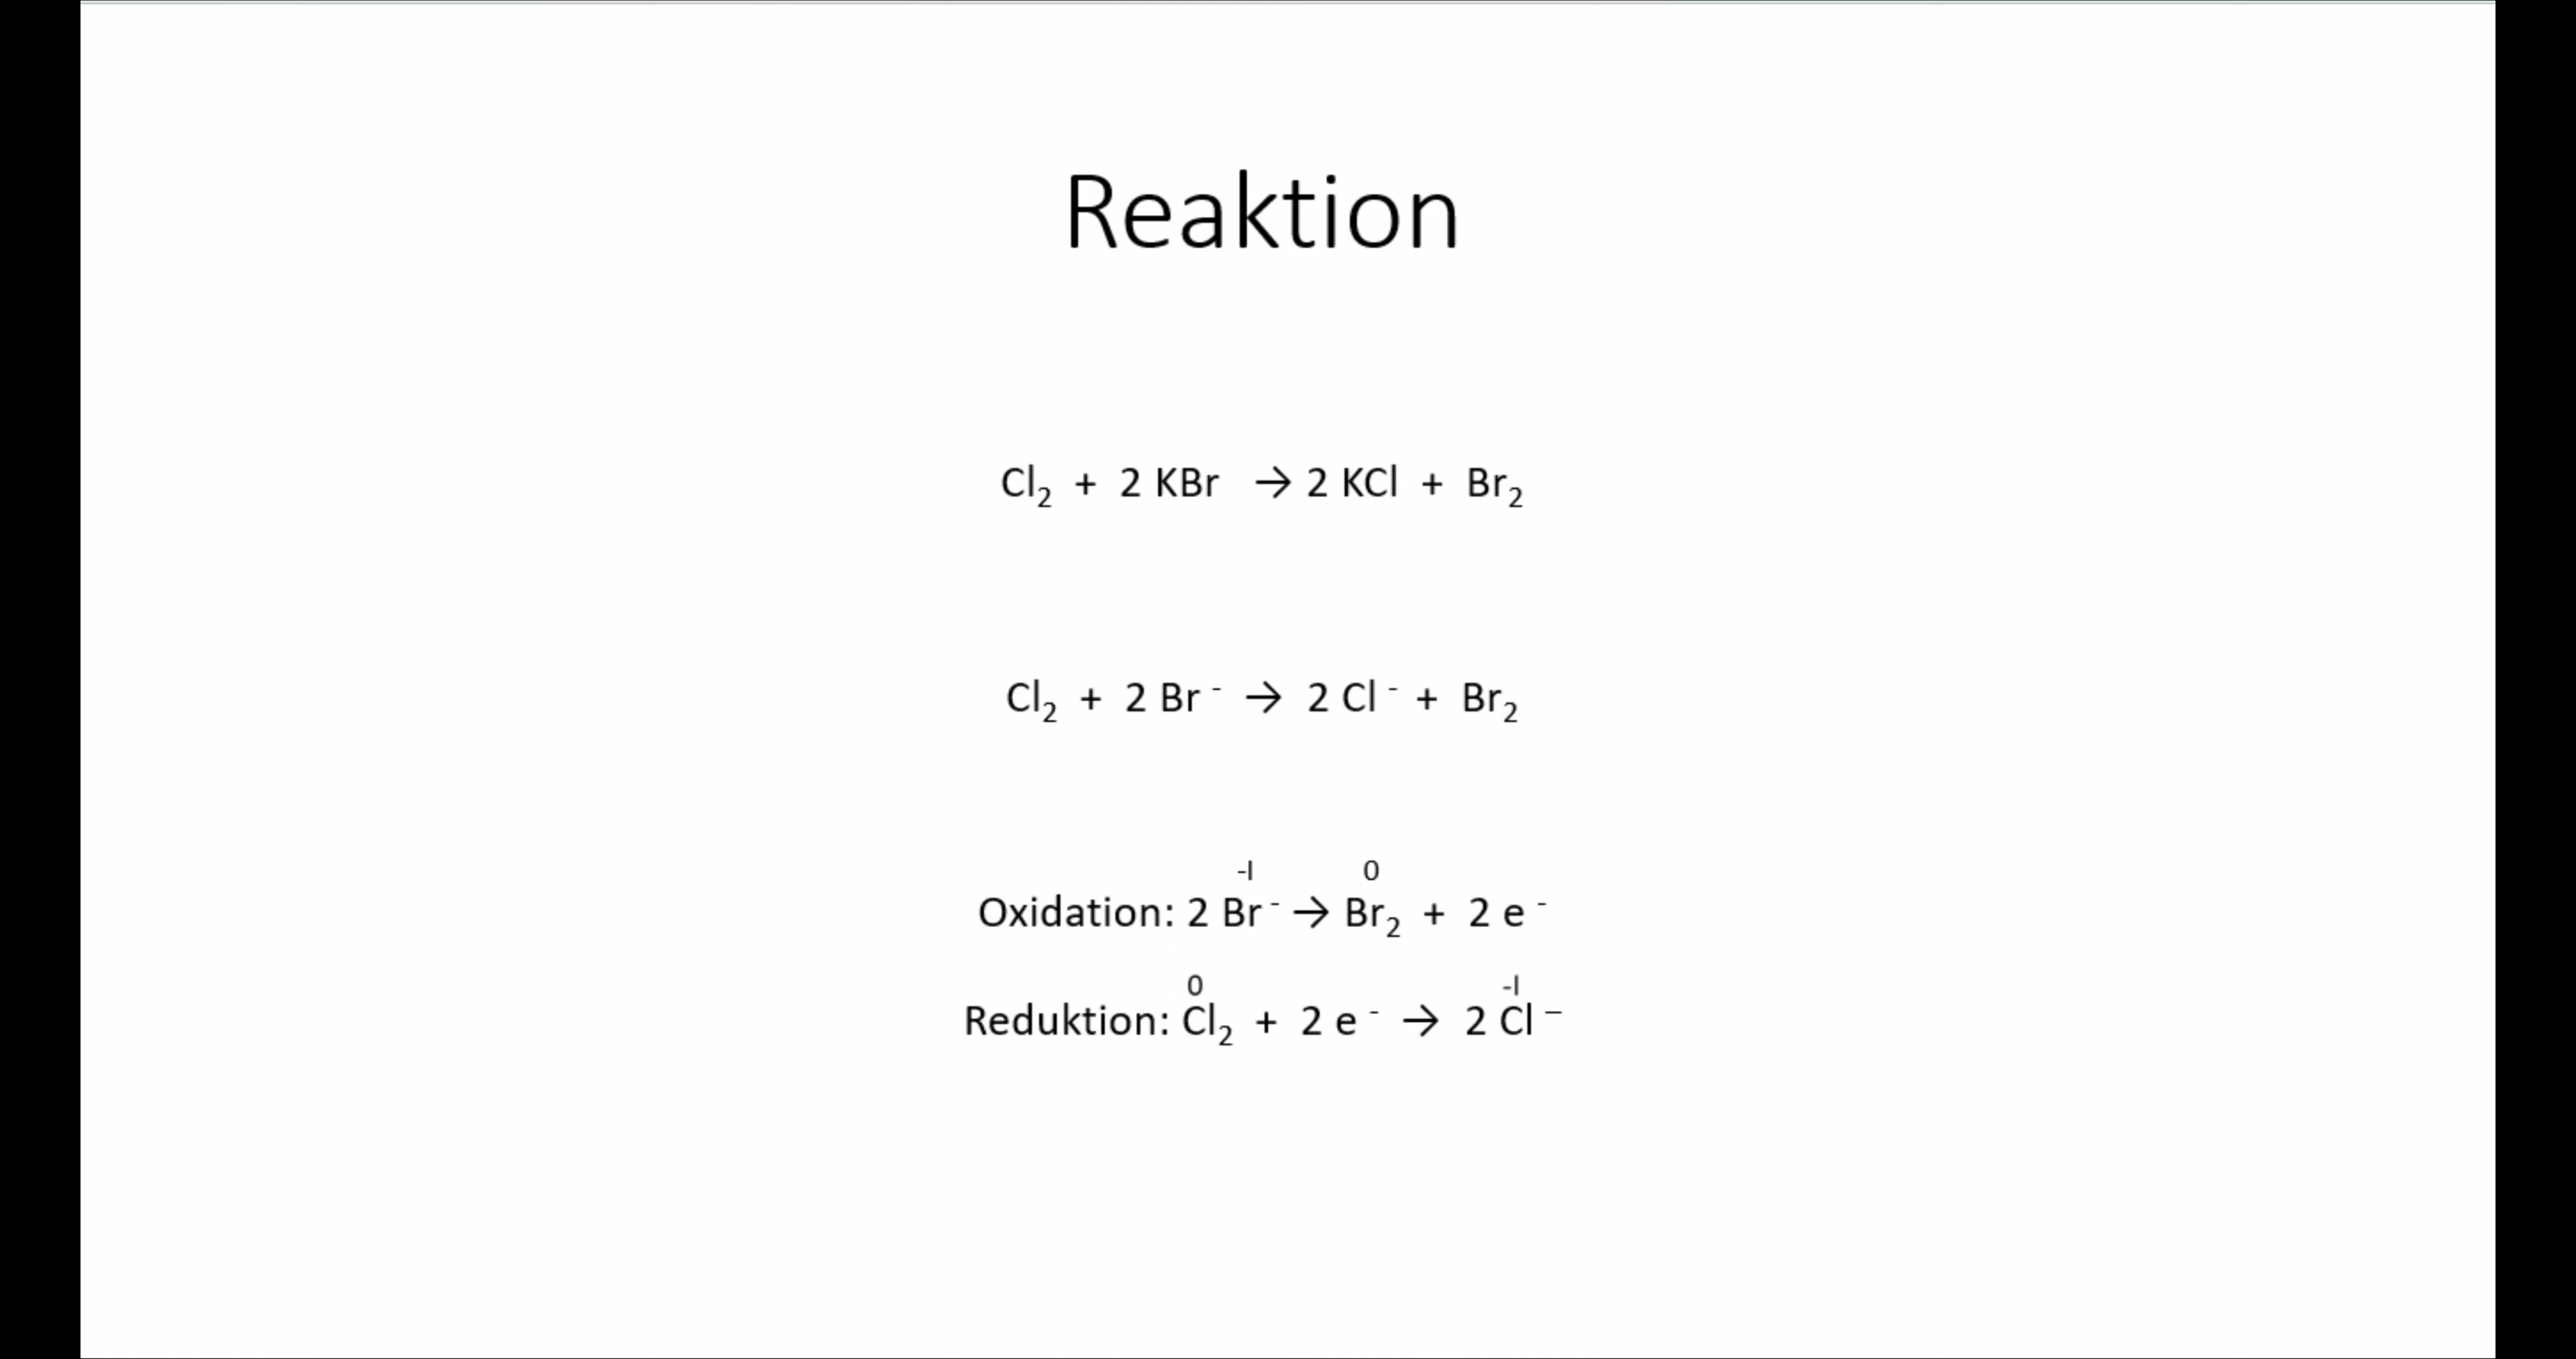 Reaktion
Cl₂ + 2 KBr → 2 KCl + Br₂
Cl₂ + 2 Br ⁻ → 2 Cl ⁻ + Br₂
-I 0
Oxidation: 2 Br ⁻ → Br₂ + 2 e ⁻
0 -I
Reduktion: Cl₂ + 2 e ⁻ → 2 Cl ⁻